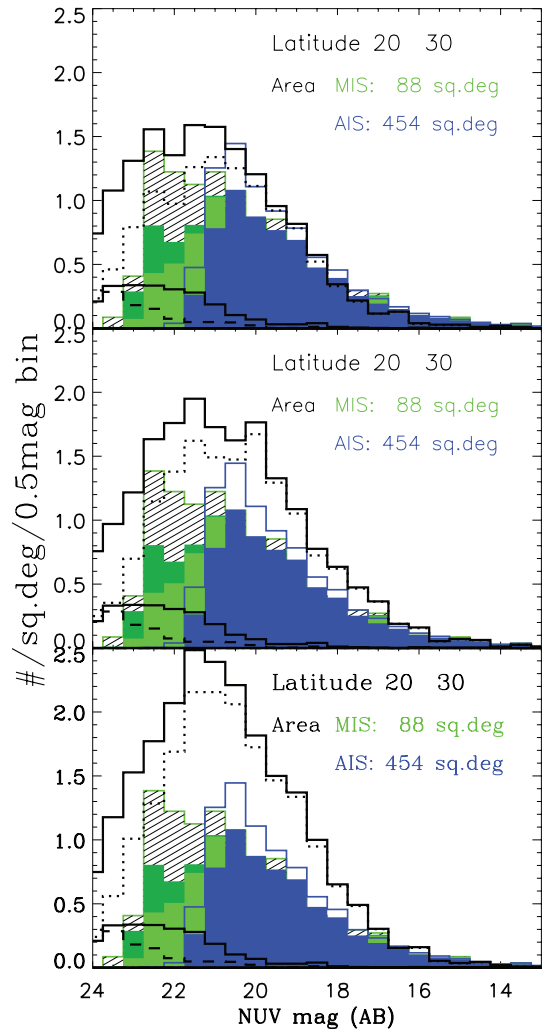 2.5
Latitude 20 30
2.0
Area MIS: 88 sq.deg
AIS: 454 sq.deg
1.5
1.0
0.5
0.0
2.5
Latitude 20 30
2.0
Area MIS: 88 sq.deg
AIS: 454 sq.deg
1.5
1.0
0.5
0.0
2.5
Latitude 20 30
2.0
Area MIS: 88 sq.deg
AIS: 454 sq.deg
1.5
1.0
0.5
0.0
#/sq.deg/0.5mag bin
24 22 20 18 16 14
NUV mag (AB)